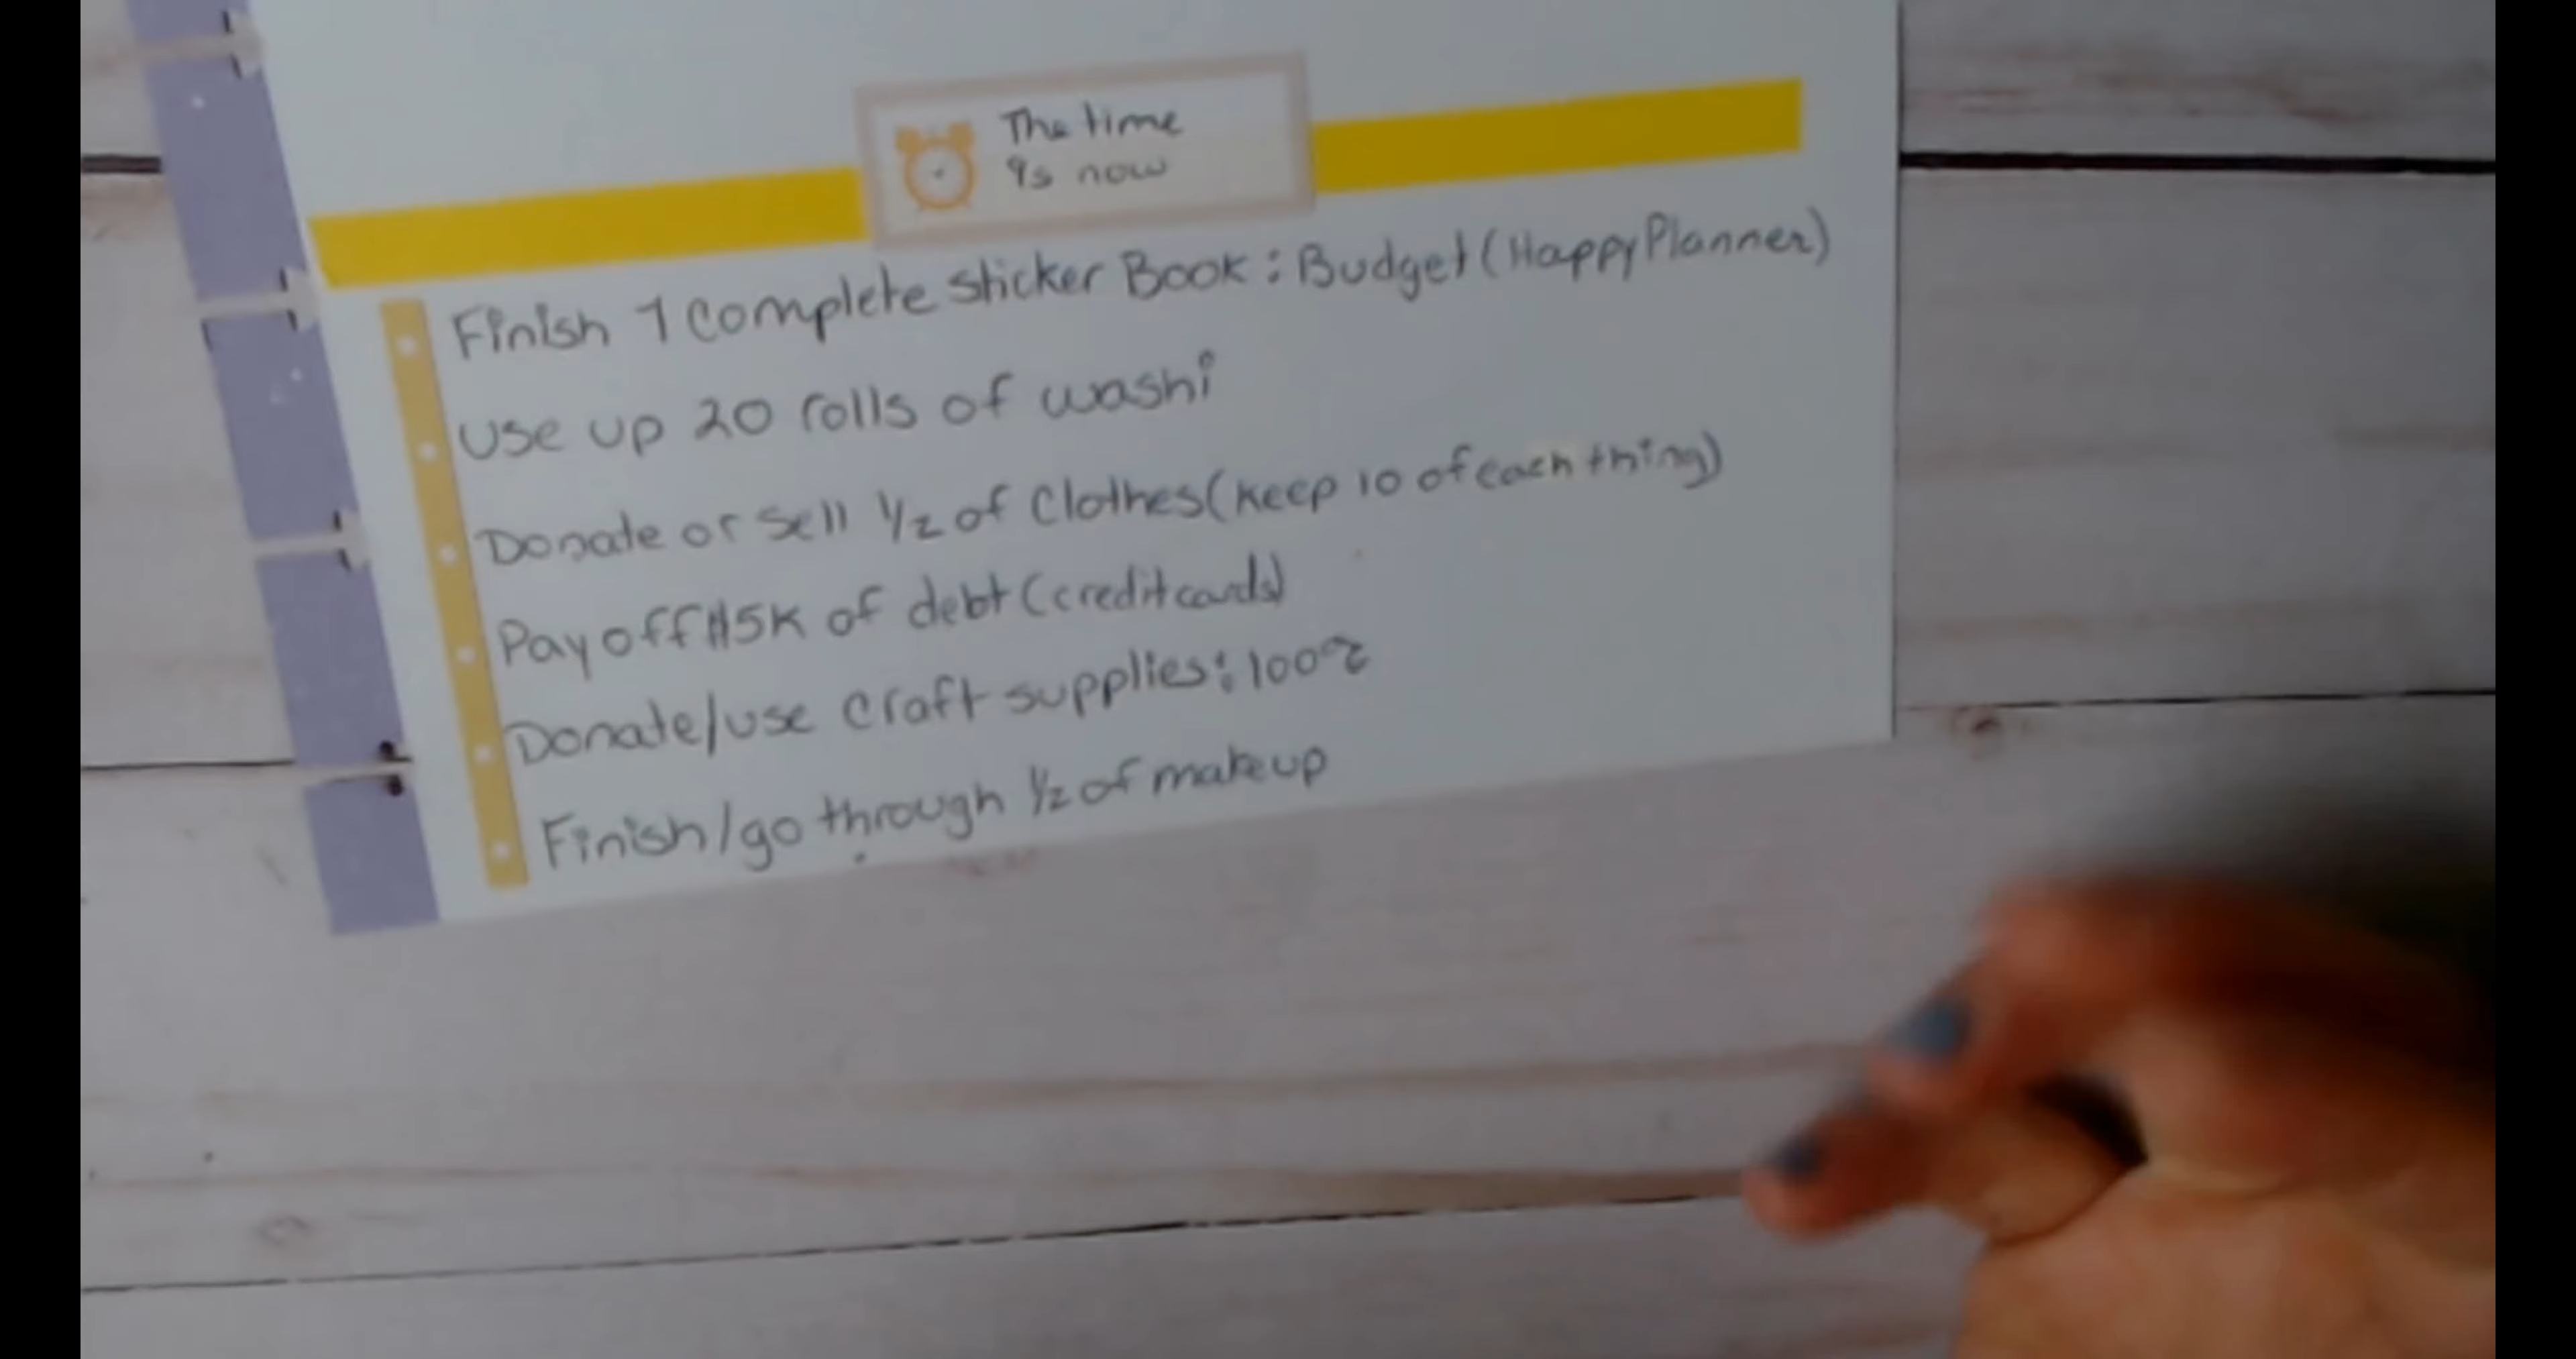 The time
is now
Finish 1 Complete Sticker Book: Budget (Happy Planner)
Use up 20 rolls of washi
Donate or Sell 1/2 of Clothes (keep 10 of each thing)
Pay off $5K of debt (credit cards)
Donate/use Craft supplies: 100%
Finish/go through 1/2 of makeup